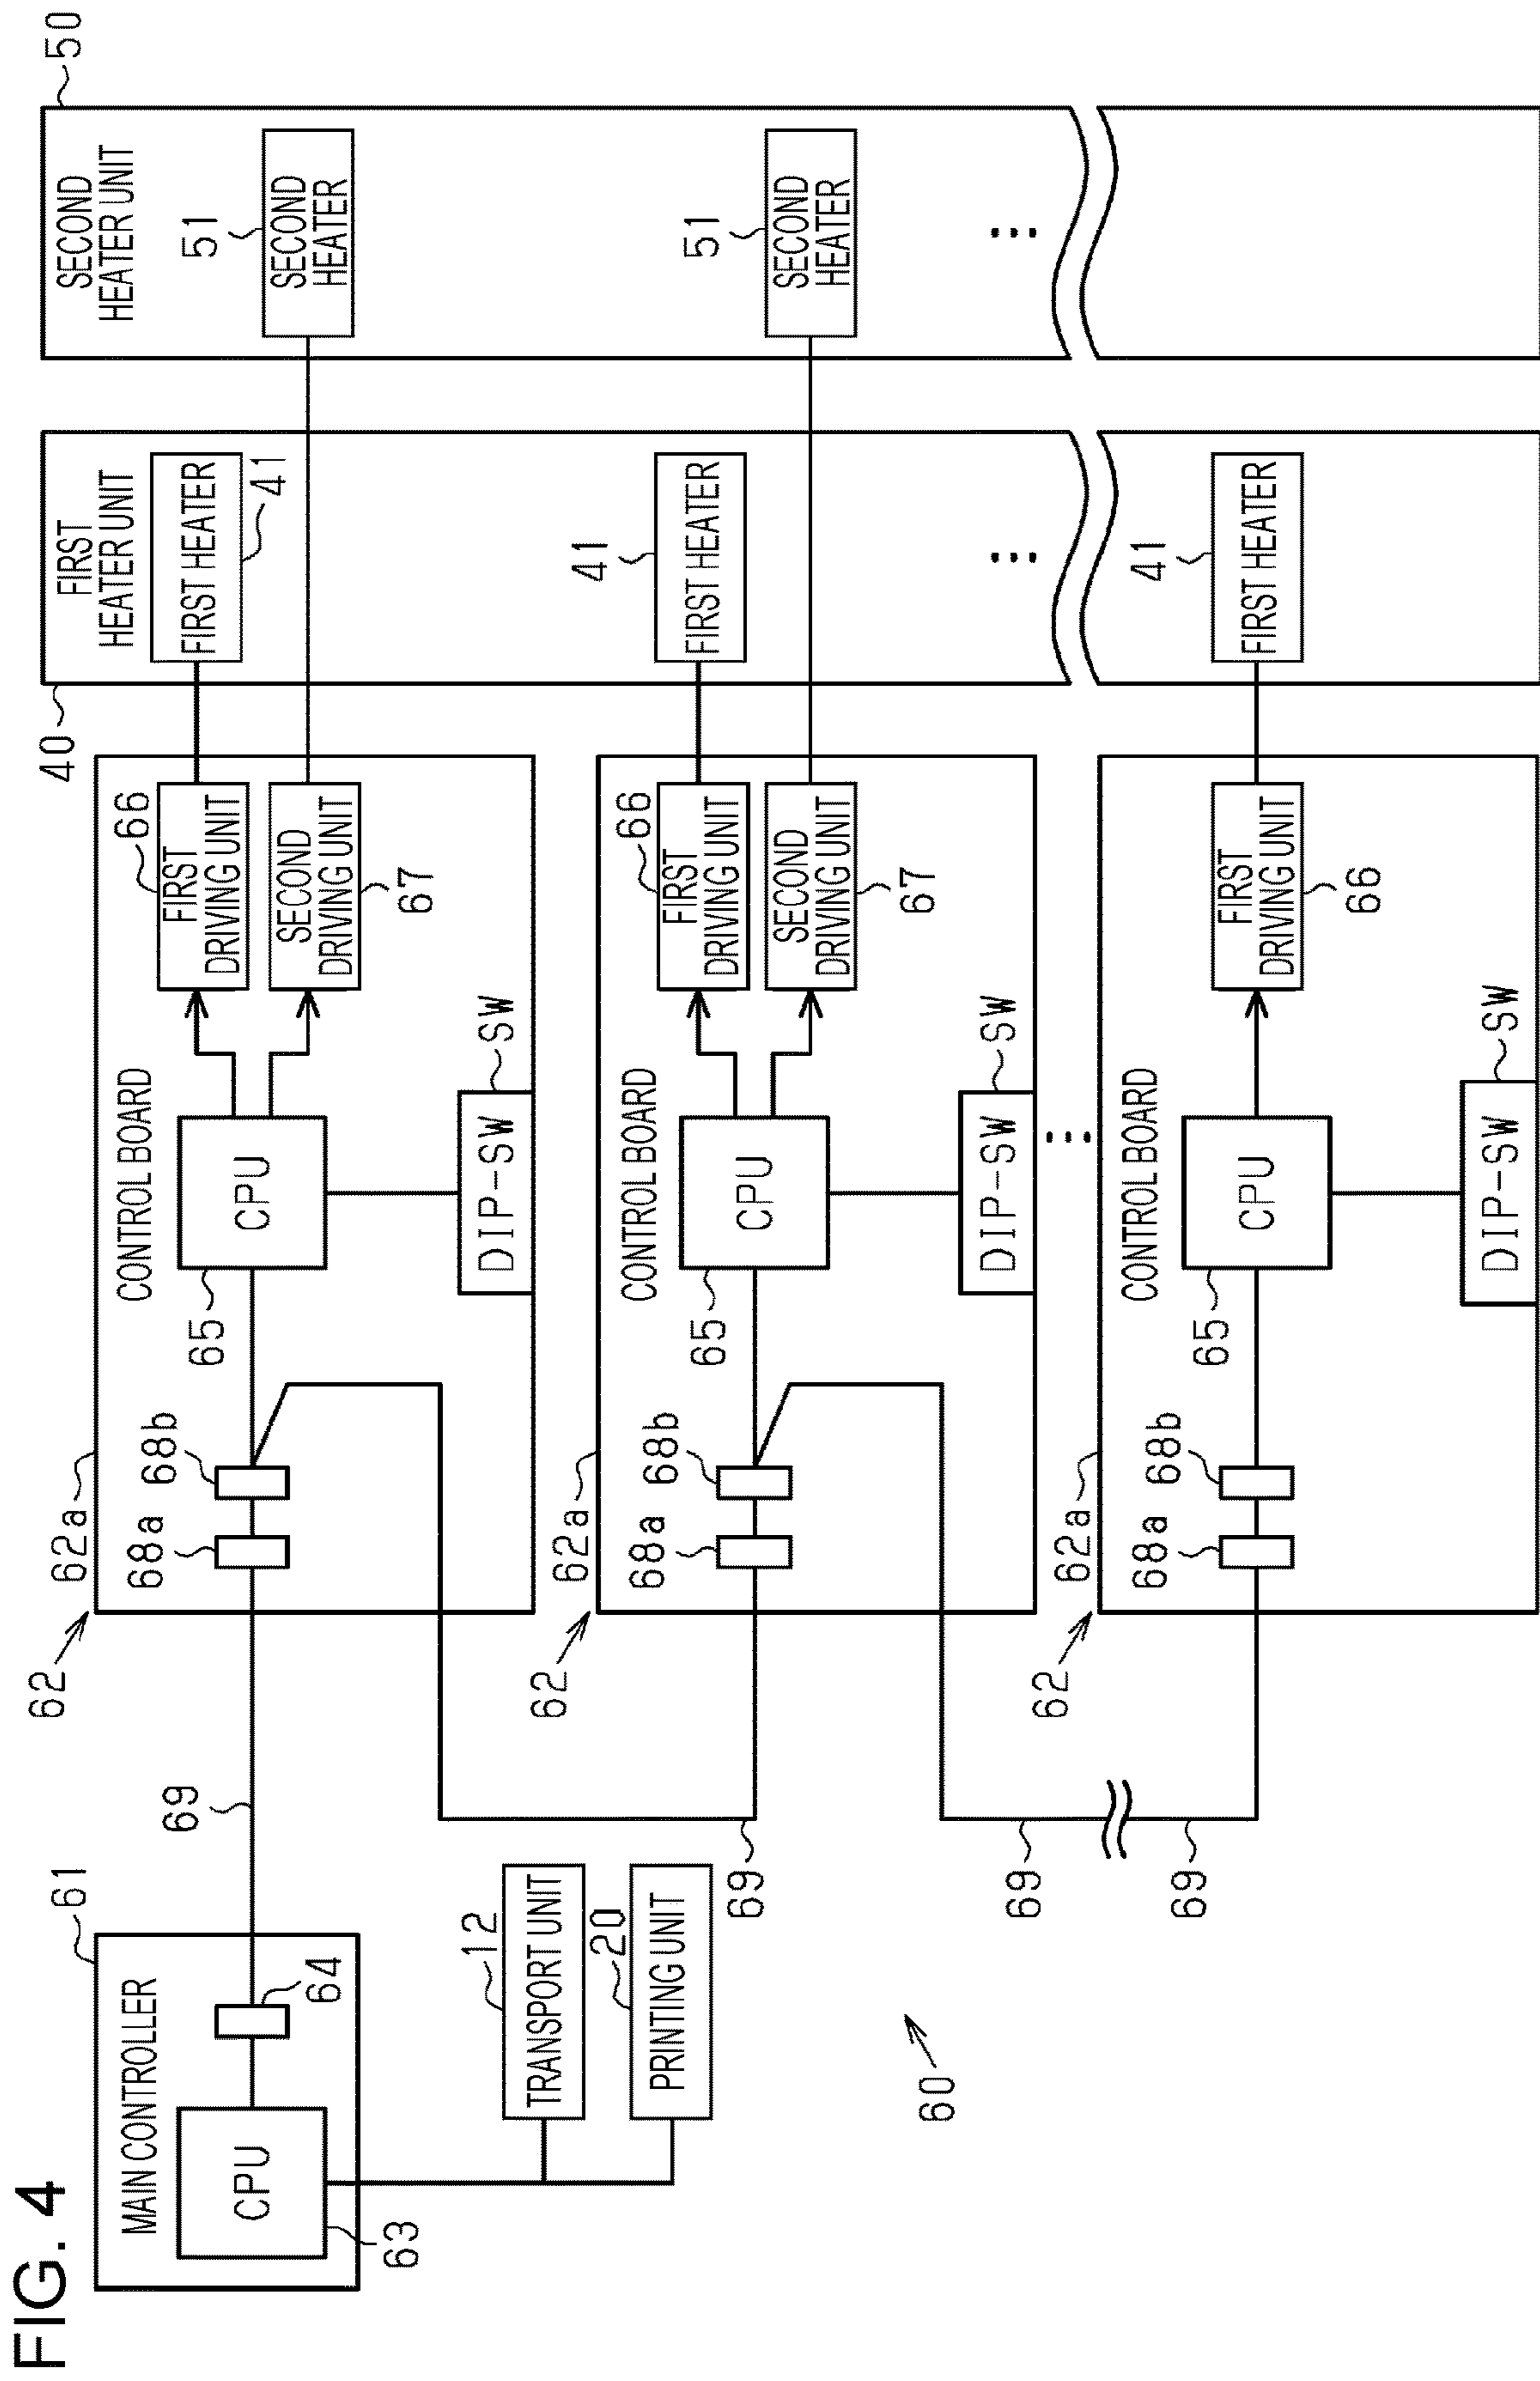 FIG. 4
60
MAIN CONTROLLER
61
CPU
63
64
69
TRANSPORT UNIT
12
PRINTING UNIT
20
62
62a
CONTROL BOARD
68a
68b
65
CPU
FIRST
DRIVING UNIT
66
SECOND
DRIVING UNIT
67
DIP-SW
SW
69
62
62a
CONTROL BOARD
68a
68b
65
CPU
FIRST
DRIVING UNIT
66
SECOND
DRIVING UNIT
67
DIP-SW
SW
...
69
69
62
62a
CONTROL BOARD
68a
68b
65
CPU
FIRST
DRIVING UNIT
66
DIP-SW
SW
40
FIRST
HEATER UNIT
FIRST HEATER
41
FIRST HEATER
41
...
FIRST HEATER
41
50
SECOND
HEATER UNIT
51
SECOND
HEATER
51
SECOND
HEATER
...